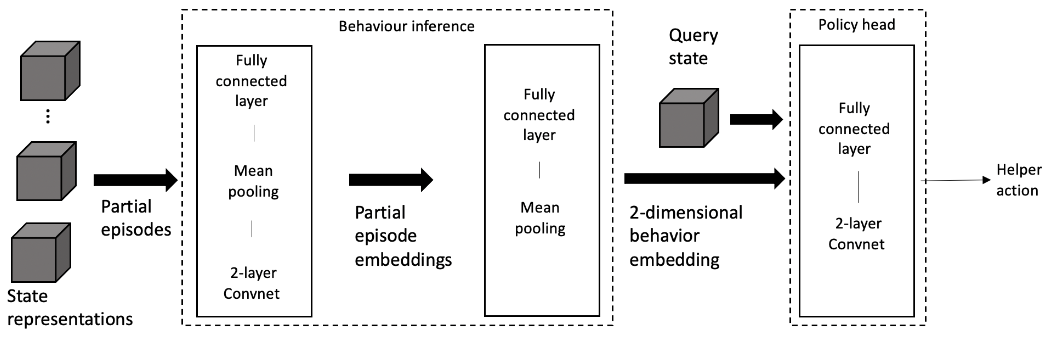 Behaviour inference
Policy head
Fully
connected
layer
Mean
pooling
2-layer
Convnet
Fully
connected
layer
Mean
pooling
Query
state
Fully
connected
layer
2-layer
Convnet
Helper
action
Partial
episodes
Partial
episode
embeddings
2-dimensional
behavior
embedding
State
representations